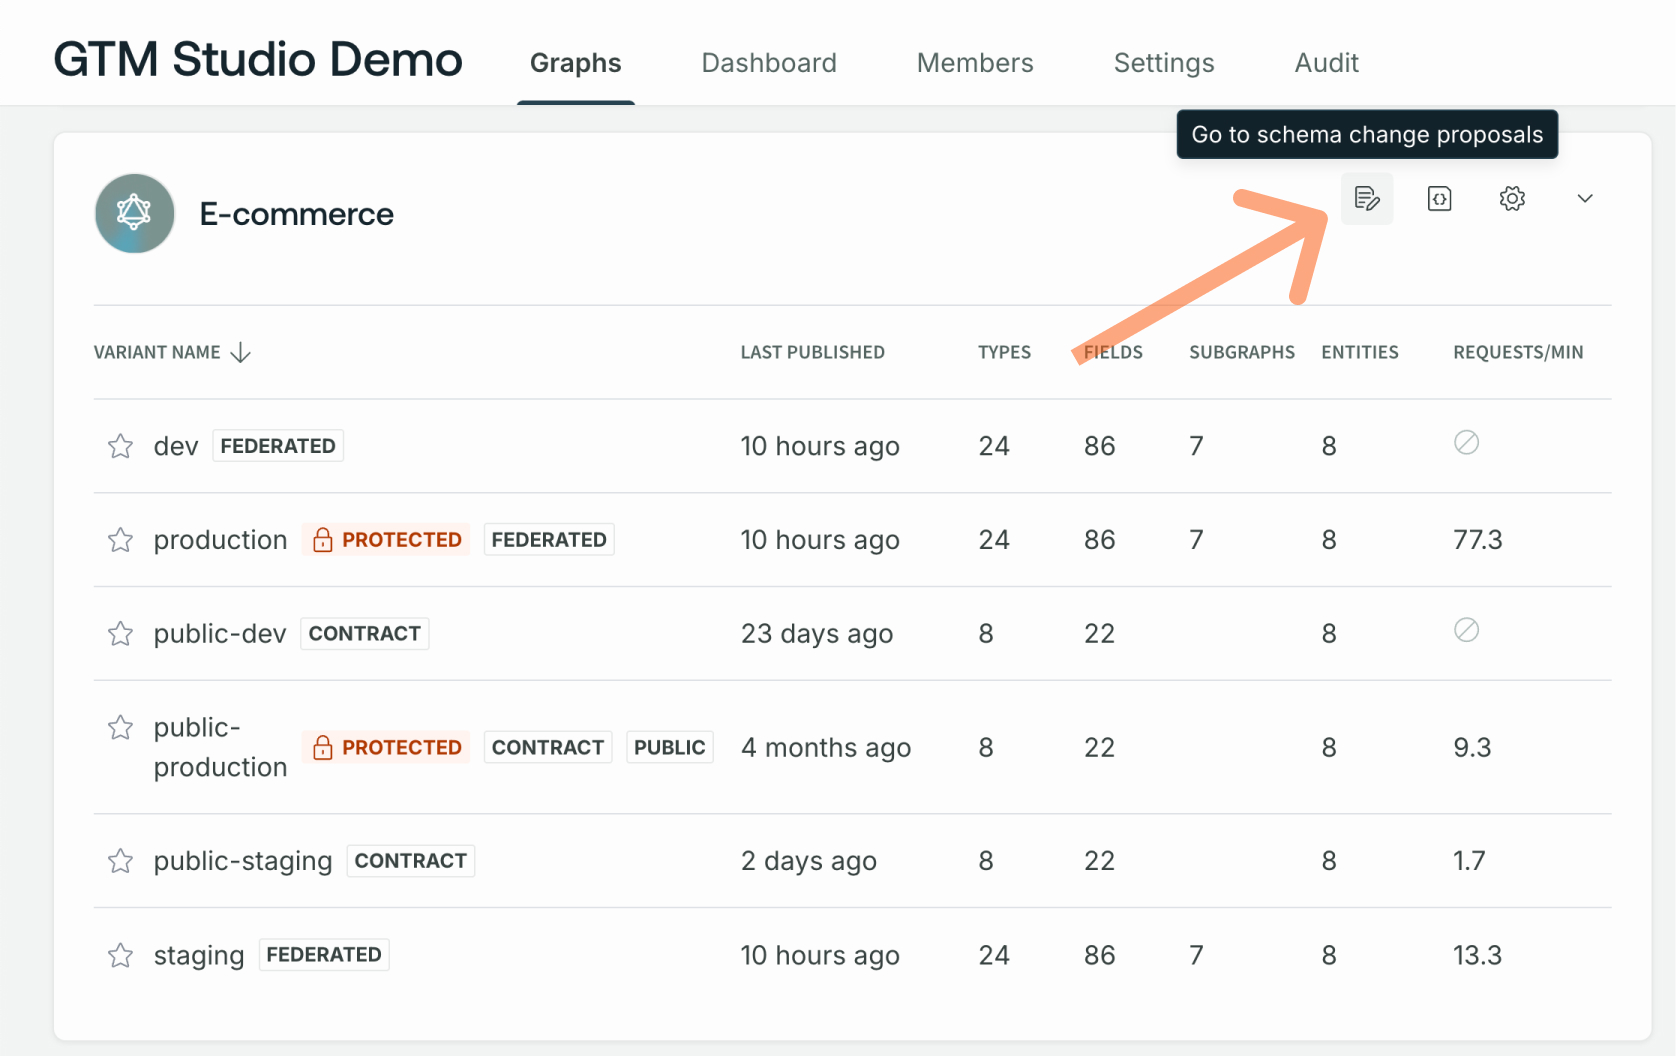 GTM Studio Demo Graphs Dashboard Members Settings Audit
Go to schema change proposals
E-commerce
VARIANT NAME LAST PUBLISHED TYPES FIELDS SUBGRAPHS ENTITIES REQUESTS/MIN
dev FEDERATED 10 hours ago 24 86 7 8
production PROTECTED FEDERATED 10 hours ago 24 86 7 8 77.3
public-dev CONTRACT 23 days ago 8 22 8
public-
production PROTECTED CONTRACT PUBLIC 4 months ago 8 22 8 9.3
public-staging CONTRACT 2 days ago 8 22 8 1.7
staging FEDERATED 10 hours ago 24 86 7 8 13.3